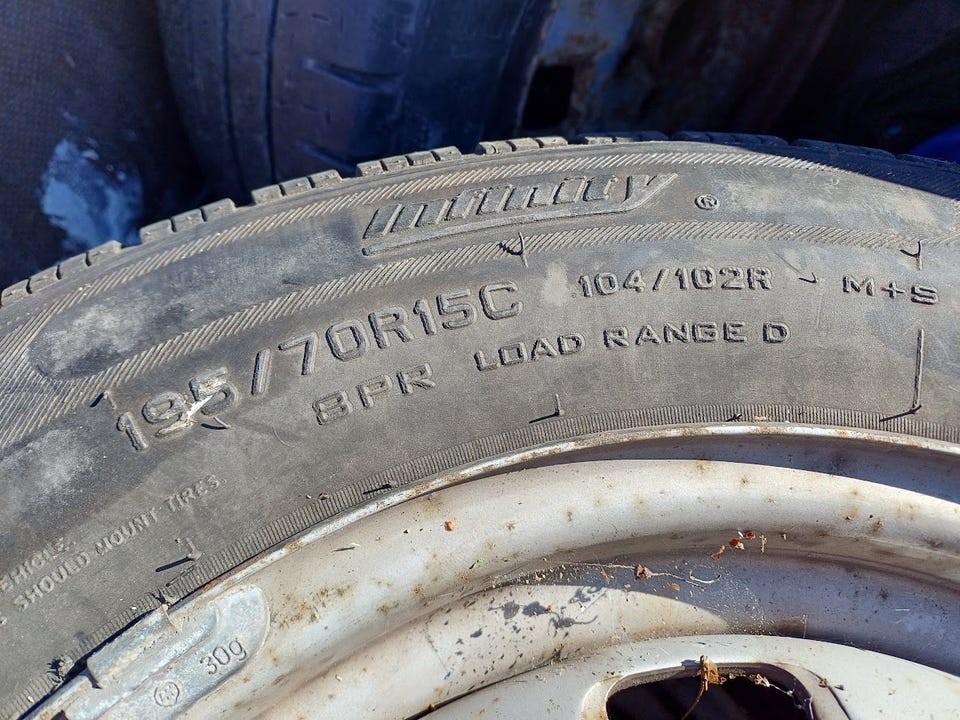 Infinity ®
195/70R15C 104/102R M+S
8PR LOAD RANGE D
SHOULD MOUNT TIRES
30g